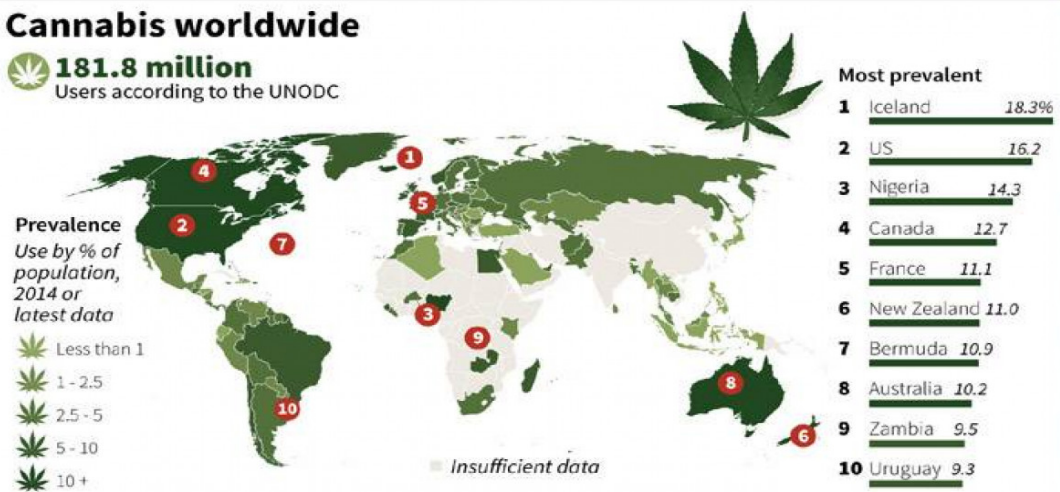 Cannabis worldwide
181.8 million
Users according to the UNODC
Most prevalent
1 Iceland 18.3%
2 US 16.2
3 Nigeria 14.3
4 Canada 12.7
5 France 11.1
6 New Zealand 11.0
7 Bermuda 10.9
8 Australia 10.2
9 Zambia 9.5
10 Uruguay 9.3
Prevalence
Use by % of
population,
2014 or
latest data
Less than 1
1 - 2.5
2.5 - 5
5 - 10
10 +
1
4
5
2
7
3
9
8
10
6
Insufficient data